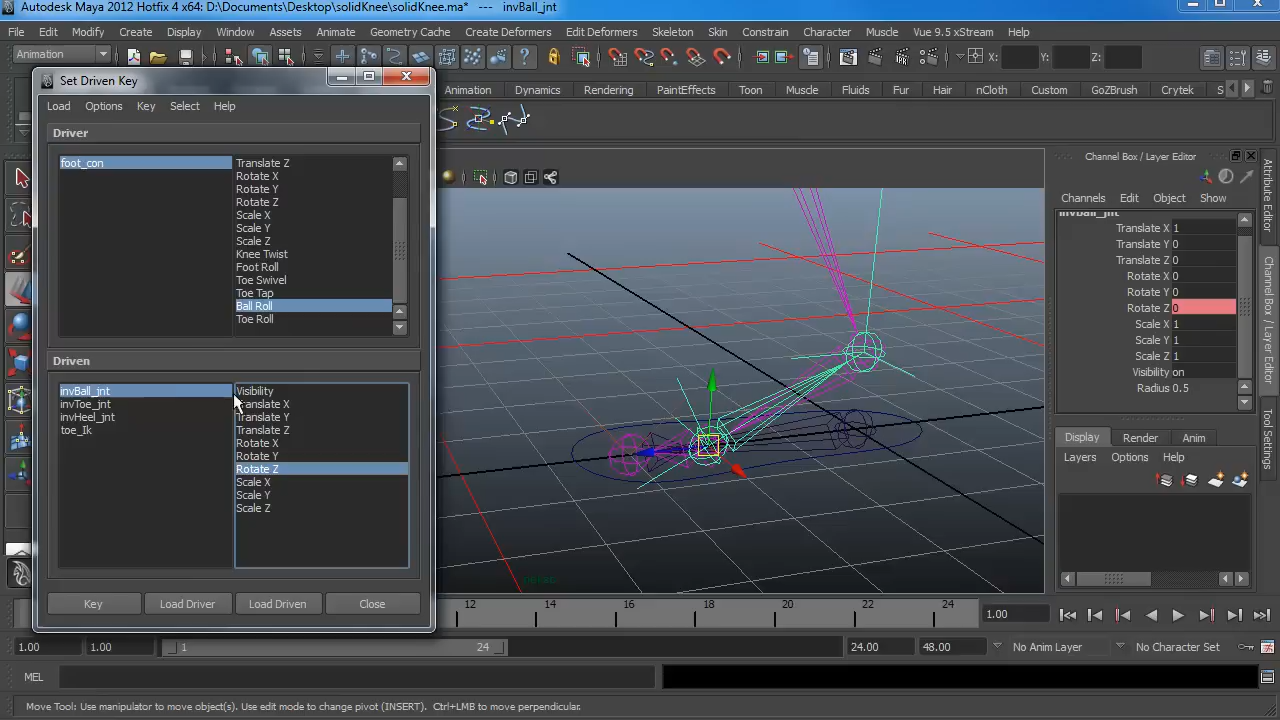 Autodesk Maya 2012 Hotfix 4 x64: D:\Documents\Desktop\solidKnee\solidKnee.ma* --- invBall_jnt
File Edit Modify Create Display Window Assets Animate Geometry Cache Create Deformers Edit Deformers Skeleton Skin Constrain Character Muscle Vue 9.5 xStream Help
Animation X: Y: Z:
Set Driven Key
Animation Dynamics Rendering PaintEffects Toon Muscle Fluids Fur Hair nCloth Custom GoZBrush Crytek S
Load Options Key Select Help
Driver
foot_con
Translate Z
Rotate X
Rotate Y
Rotate Z
Scale X
Scale Y
Scale Z
Knee Twist
Foot Roll
Toe Swivel
Toe Tap
Ball Roll
Toe Roll
Driven
invBall_jnt
invToe_jnt
invHeel_jnt
toe_Ik
Visibility
Translate X
Translate Y
Translate Z
Rotate X
Rotate Y
Rotate Z
Scale X
Scale Y
Scale Z
Key Load Driver Load Driven Close
Channel Box / Layer Editor
Channels Edit Object Show
invBall_jnt
Translate X 1
Translate Y 0
Translate Z 0
Rotate X 0
Rotate Y 0
Rotate Z 0
Scale X 1
Scale Y 1
Scale Z 1
Visibility on
Radius 0.5
Display Render Anim
Layers Options Help
Attribute Editor
Channel Box / Layer Editor
Tool Settings
12 14 16 18 20 22 24 1.00
1.00 1.00 1 24 24.00 48.00 No Anim Layer No Character Set
MEL
Move Tool: Use manipulator to move object(s). Use edit mode to change pivot (INSERT). Ctrl+LMB to move perpendicular.